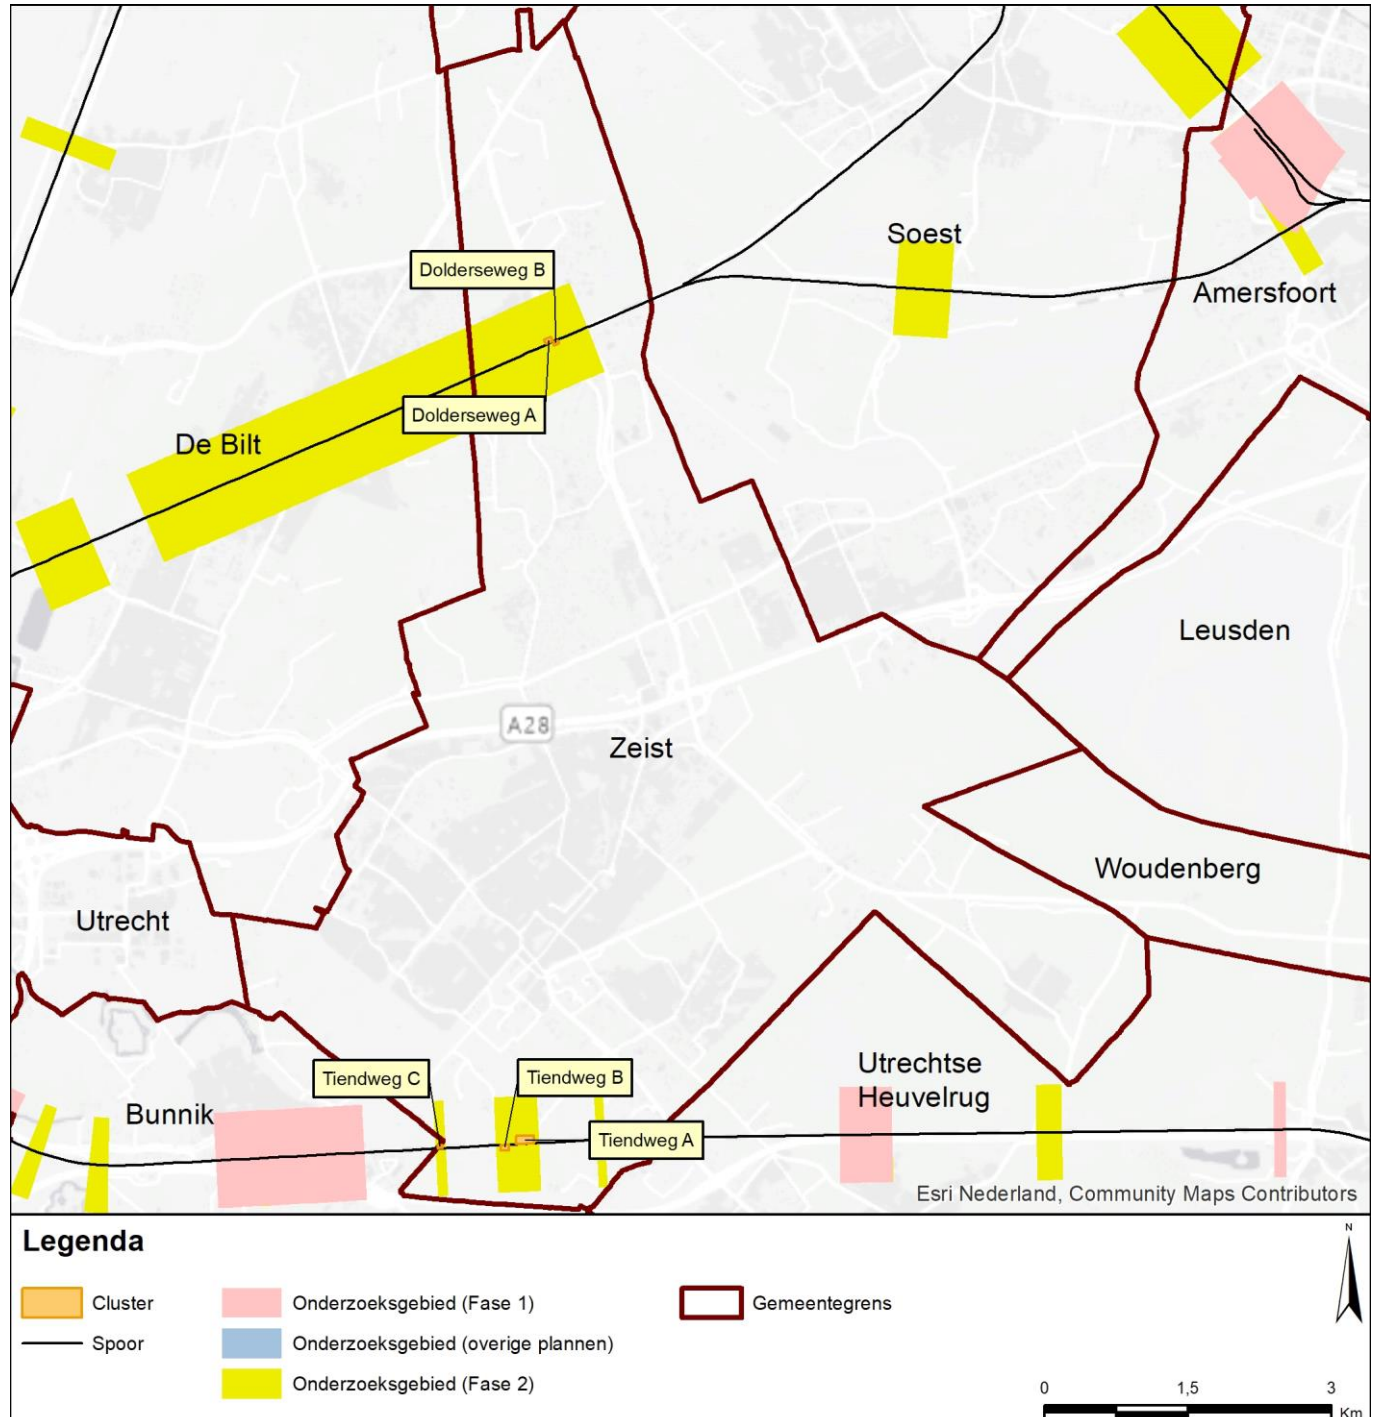 Soest
Dolderseweg B
Amersfoort
Dolderseweg A
De Bilt
Leusden
A28
Zeist
Woudenberg
Utrecht
Utrechtse
Heuvelrug
Tiendweg C
Tiendweg B
Bunnik
Tiendweg A
Esri Nederland, Community Maps Contributors
Legenda
Cluster
Spoor
Onderzoeksgebied (Fase 1)
Onderzoeksgebied (overige plannen)
Onderzoeksgebied (Fase 2)
Gemeentegrens
N
0 1,5 3
Km